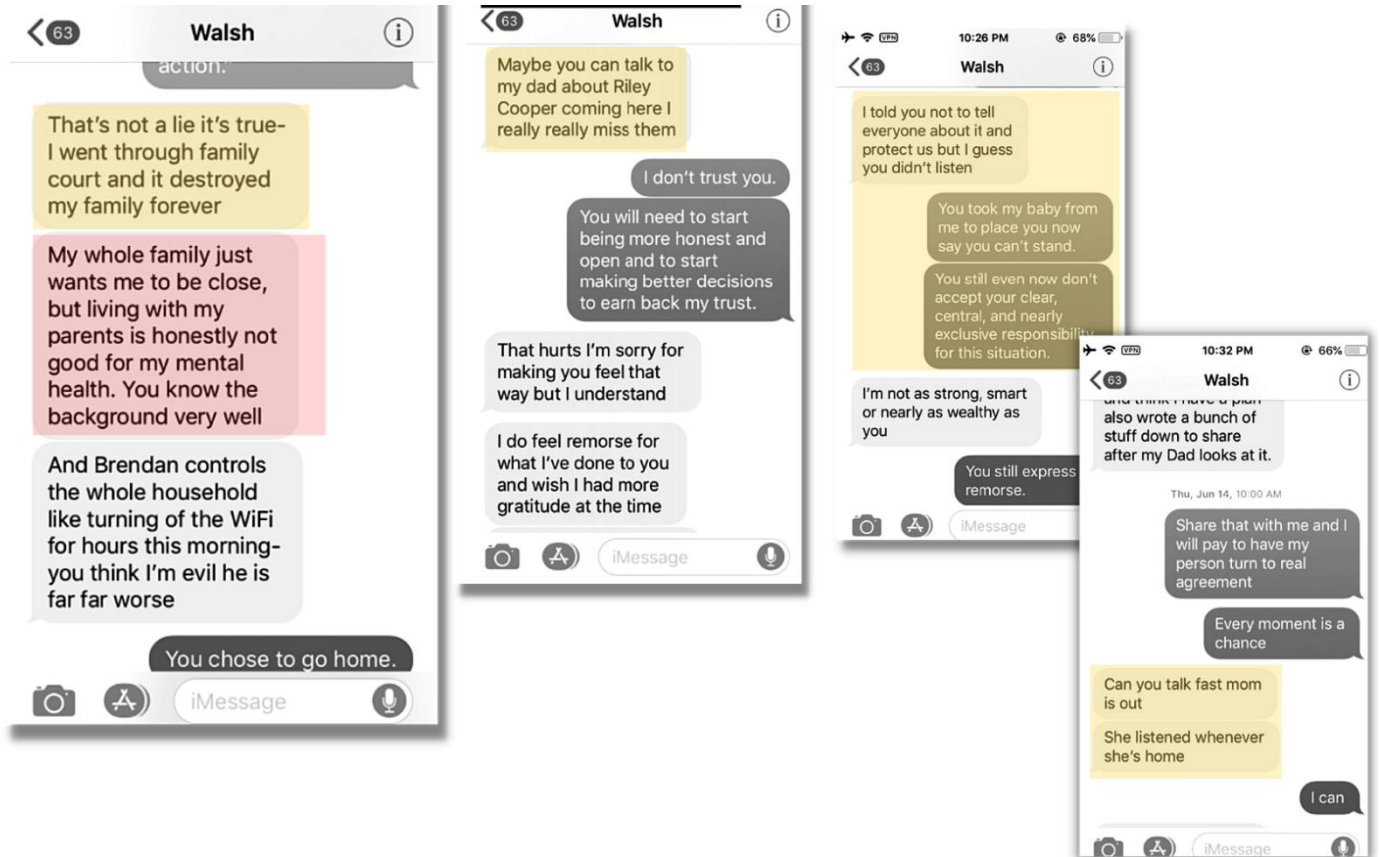 63
Walsh
action."
That's not a lie it's true-
I went through family
court and it destroyed
my family forever
My whole family just
wants me to be close,
but living with my
parents is honestly not
good for my mental
health. You know the
background very well
And Brendan controls
the whole household
like turning of the WiFi
for hours this morning-
you think I'm evil he is
far far worse
You chose to go home.
iMessage
63
Walsh
Maybe you can talk to
my dad about Riley
Cooper coming here I
really really miss them
I don't trust you.
You will need to start
being more honest and
open and to start
making better decisions
to earn back my trust.
That hurts I'm sorry for
making you feel that
way but I understand
I do feel remorse for
what I've done to you
and wish I had more
gratitude at the time
iMessage
VPN
10:26 PM
68%
63
Walsh
I told you not to tell
everyone about it and
protect us but I guess
you didn't listen
You took my baby from
me to place you now
say you can't stand.
You still even now don't
accept your clear,
central, and nearly
exclusive responsibility
for this situation.
I'm not as strong, smart
or nearly as wealthy as
you
You still express
remorse.
iMessage
VPN
10:32 PM
66%
63
Walsh
and think I have a plan
also wrote a bunch of
stuff down to share
after my Dad looks at it.
Thu, Jun 14, 10:00 AM
Share that with me and I
will pay to have my
person turn to real
agreement
Every moment is a
chance
Can you talk fast mom
is out
She listened whenever
she's home
I can
iMessage